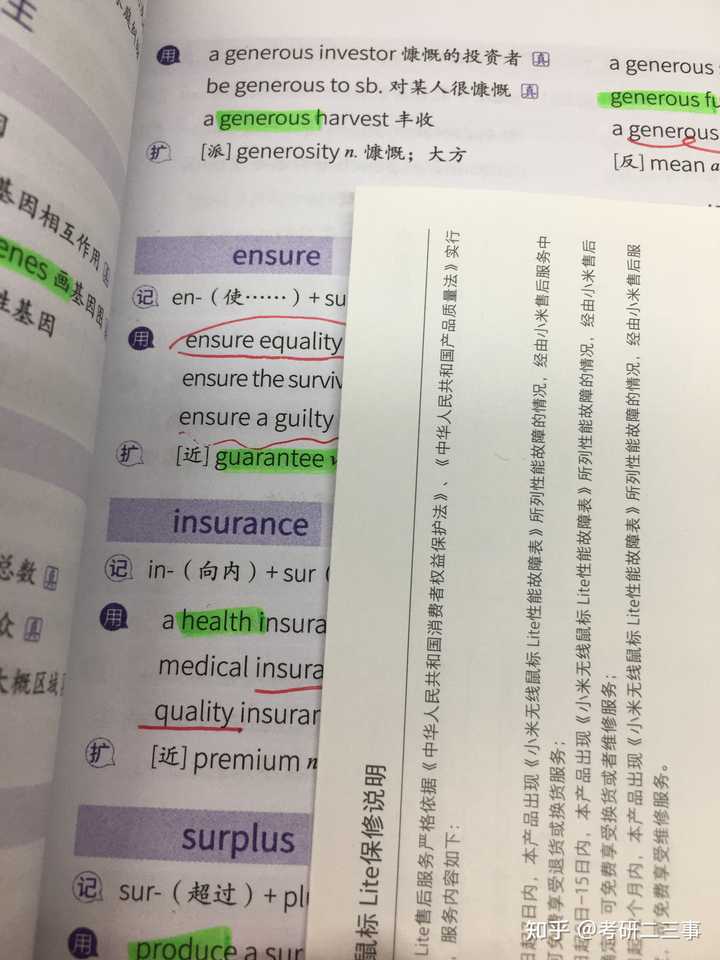 用 a generous investor 慷慨的投资者 真
be generous to sb. 对某人很慷慨 真
a generous harvest 丰收
扩 [派] generosity n. 慷慨；大方
a generous
generous fu
a generous
[反] mean a
基因相互作用 真
enes 画基因图
性基因
总数 真
众 真
大概区域
ensure
记 en-（使……）+ su
用 ensure equality
ensure the surviv
ensure a guilty
扩 [近] guarantee v
insurance
记 in-（向内）+ sur（
用 a health insura
medical insura
quality insuran
扩 [近] premium n
surplus
记 sur-（超过）+ pl
用 produce a sur
鼠标 Lite保修说明
Lite售后服务严格依据《中华人民共和国消费者权益保护法》、《中华人民共和国产品质量法》实行
，服务内容如下：
日内，本产品出现《小米无线鼠标 Lite性能故障表》所列性能故障的情况，经由小米售后服务中
可免费享受退货或换货服务；
日-15日内，本产品出现《小米无线鼠标 Lite性能故障表》所列性能故障的情况，经由小米售后
确定，可免费享受换货或者维修服务；
个月内，本产品出现《小米无线鼠标 Lite性能故障表》所列性能故障的情况，经由小米售后服
可免费享受维修服务。
知乎 @考研二三事